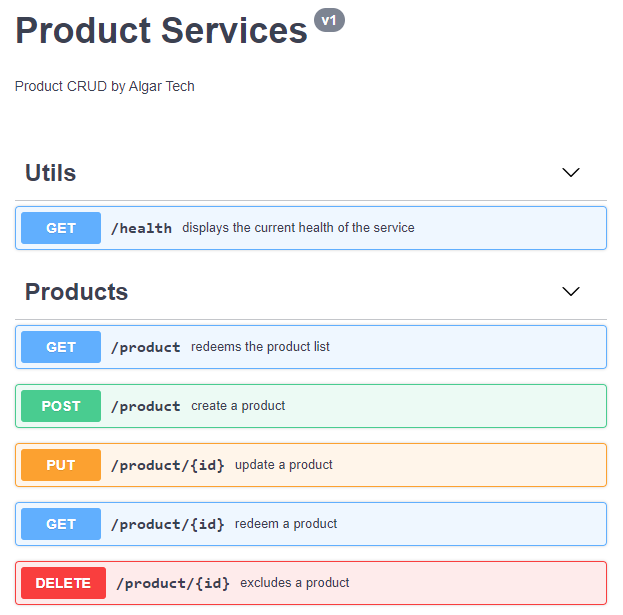 Product Services v1
Product CRUD by Algar Tech
Utils
GET /health displays the current health of the service
Products
GET /product redeems the product list
POST /product create a product
PUT /product/{id} update a product
GET /product/{id} redeem a product
DELETE /product/{id} excludes a product